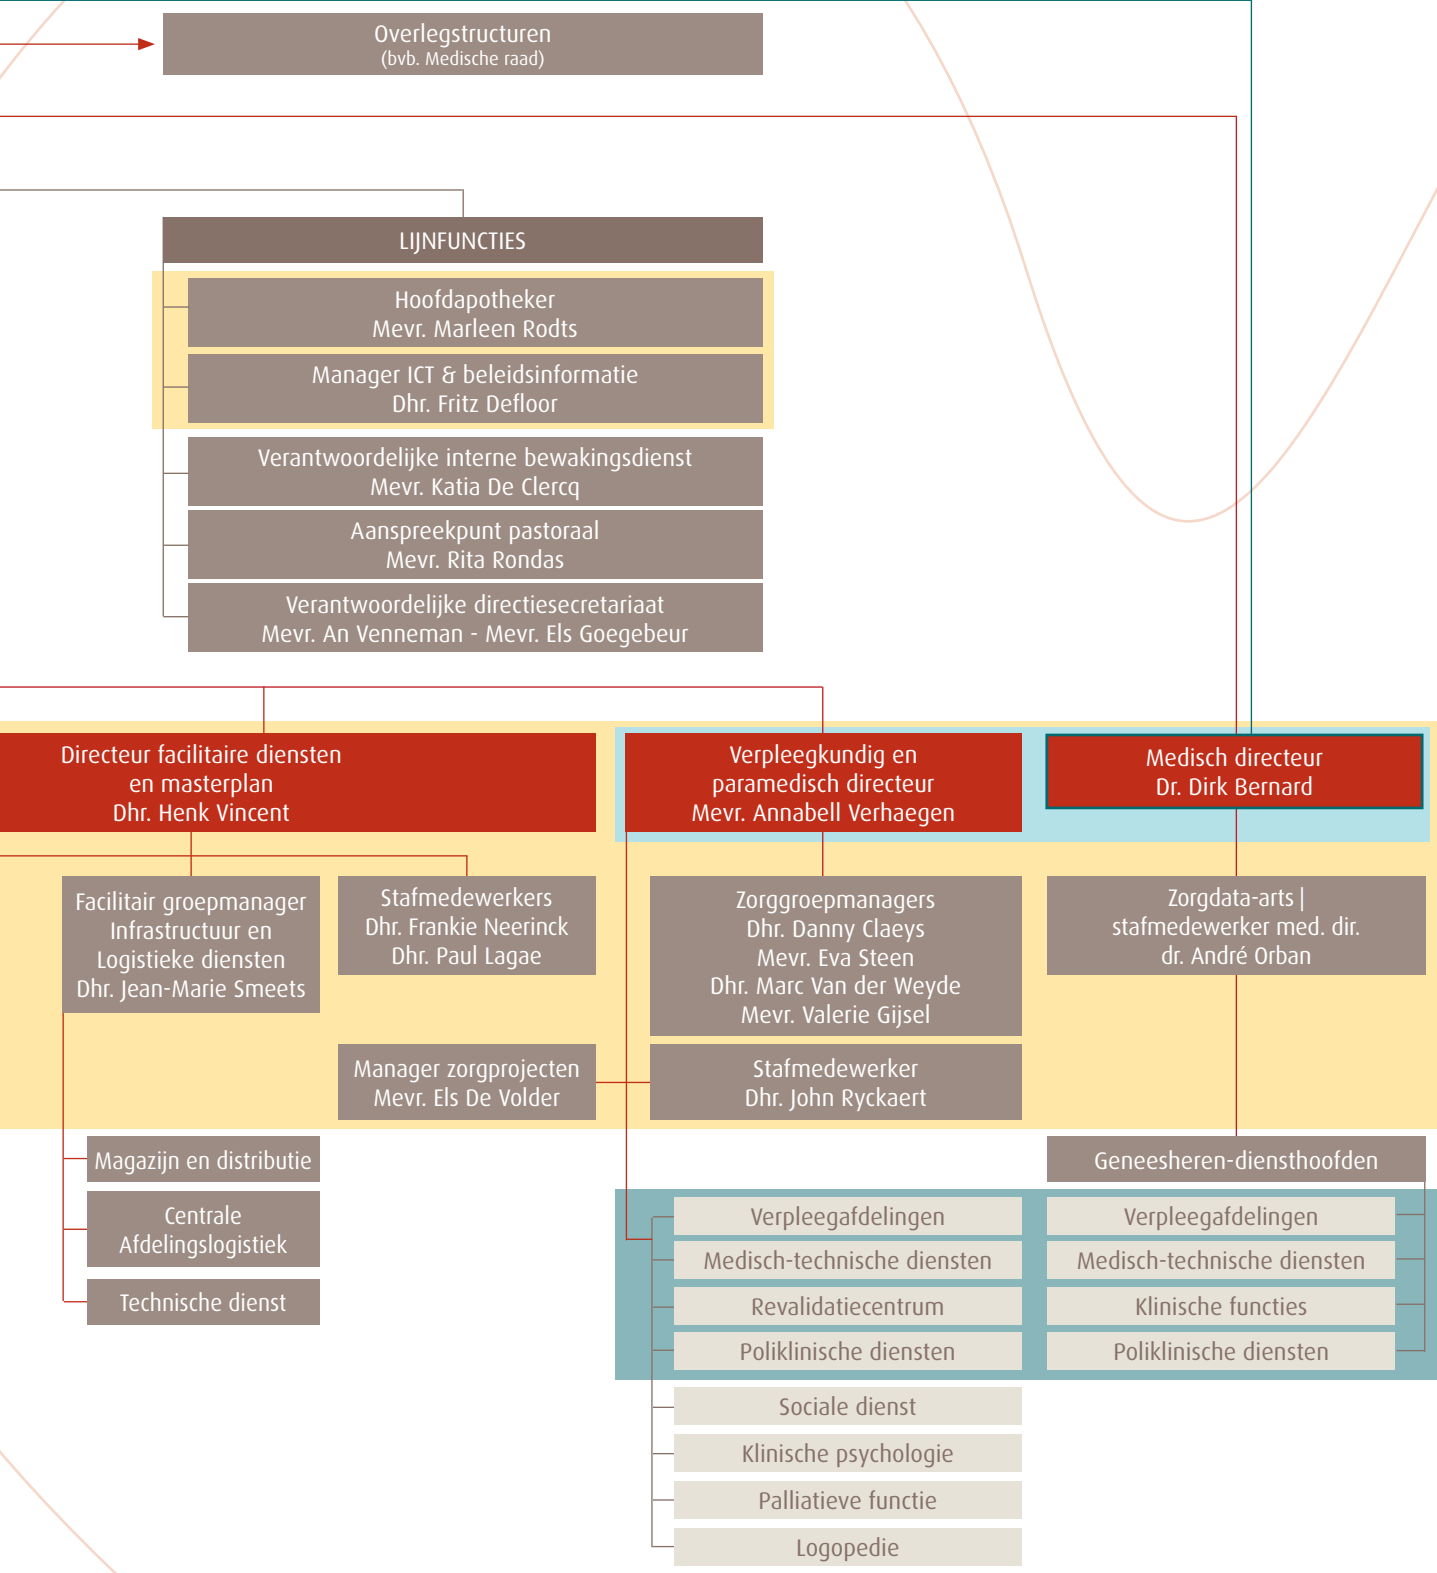 Overlegstructuren
(bvb. Medische raad)
LIJNFUNCTIES
Hoofdapotheker
Mevr. Marleen Rodts
Manager ICT & beleidsinformatie
Dhr. Fritz Defloor
Verantwoordelijke interne bewakingsdienst
Mevr. Katia De Clercq
Aanspreekpunt pastoraal
Mevr. Rita Rondas
Verantwoordelijke directiesecretariaat
Mevr. An Venneman - Mevr. Els Goegebeur
Directeur facilitaire diensten
en masterplan
Dhr. Henk Vincent
Verpleegkundig en
paramedisch directeur
Mevr. Annabell Verhaegen
Medisch directeur
Dr. Dirk Bernard
Facilitair groepmanager
Infrastructuur en
Logistieke diensten
Dhr. Jean-Marie Smeets
Stafmedewerkers
Dhr. Frankie Neerinck
Dhr. Paul Lagae
Zorggroepmanagers
Dhr. Danny Claeys
Mevr. Eva Steen
Dhr. Marc Van der Weyde
Mevr. Valerie Gijsel
Zorgdata-arts |
stafmedewerker med. dir.
dr. André Orban
Manager zorgprojecten
Mevr. Els De Volder
Stafmedewerker
Dhr. John Ryckaert
Magazijn en distributie
Centrale
Afdelingslogistiek
Technische dienst
Geneesheren-diensthoofden
Verpleegafdelingen
Medisch-technische diensten
Revalidatiecentrum
Poliklinische diensten
Sociale dienst
Klinische psychologie
Palliatieve functie
Logopedie
Verpleegafdelingen
Medisch-technische diensten
Klinische functies
Poliklinische diensten